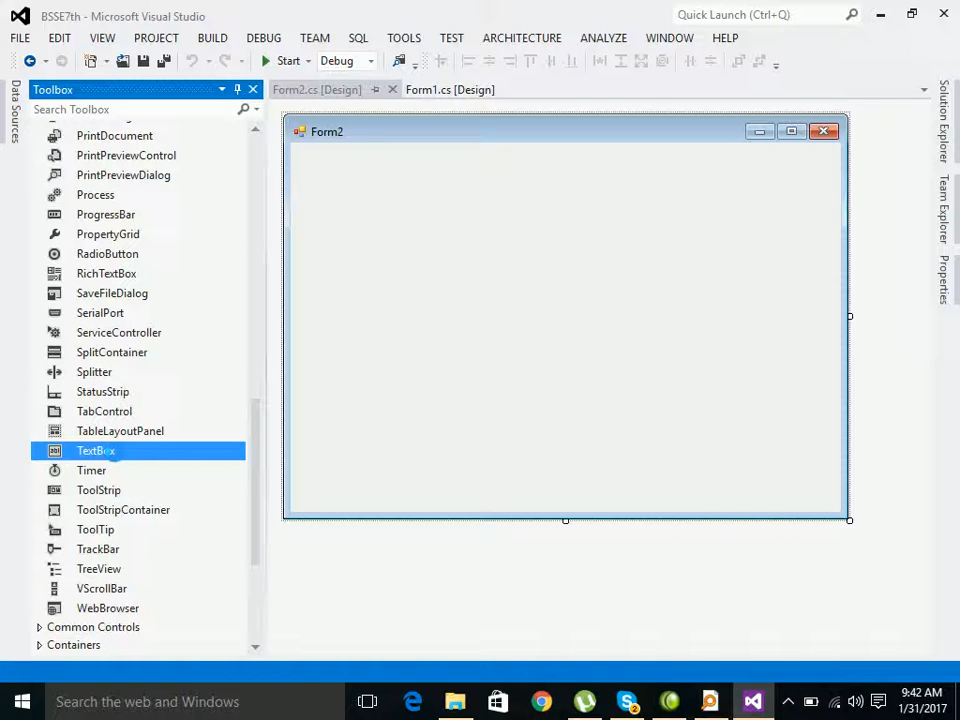 BSSE7th - Microsoft Visual Studio
Quick Launch (Ctrl+Q)
FILE EDIT VIEW PROJECT BUILD DEBUG TEAM SQL TOOLS TEST ARCHITECTURE ANALYZE WINDOW HELP
Start Debug
Data Sources
Toolbox
Search Toolbox
PrintDocument
PrintPreviewControl
PrintPreviewDialog
Process
ProgressBar
PropertyGrid
RadioButton
RichTextBox
SaveFileDialog
SerialPort
ServiceController
SplitContainer
Splitter
StatusStrip
TabControl
TableLayoutPanel
TextBox
Timer
ToolStrip
ToolStripContainer
ToolTip
TrackBar
TreeView
VScrollBar
WebBrowser
Common Controls
Containers
Form2.cs [Design] Form1.cs [Design]
Form2
Solution Explorer
Team Explorer
Properties
Search the web and Windows
2
9:42 AM
1/31/2017